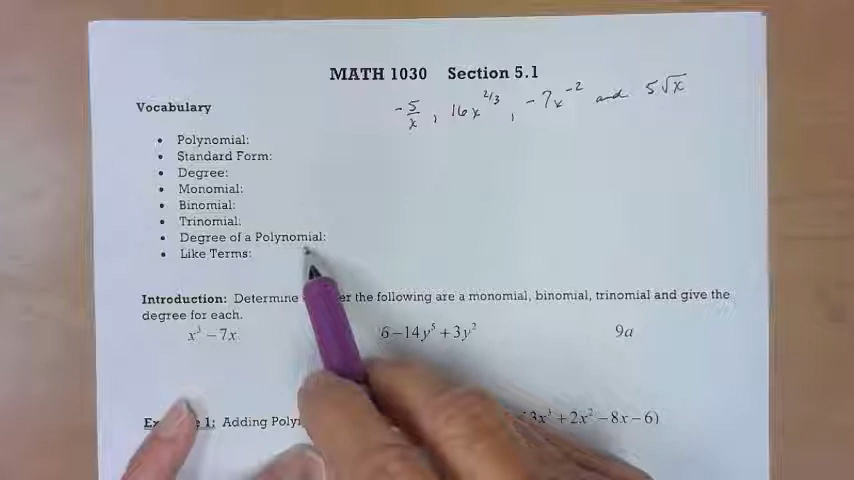 MATH 1030 Section 5.1
-5/x , 16x^2/3 , -7x^-2 and 5√x
Vocabulary
• Polynomial:
• Standard Form:
• Degree:
• Monomial:
• Binomial:
• Trinomial:
• Degree of a Polynomial:
• Like Terms:
Introduction: Determine er the following are a monomial, binomial, trinomial and give the
degree for each.
x³ − 7x 6 − 14y⁵ + 3y² 9a
1: Adding 3x³ + 2x² − 8x − 6)